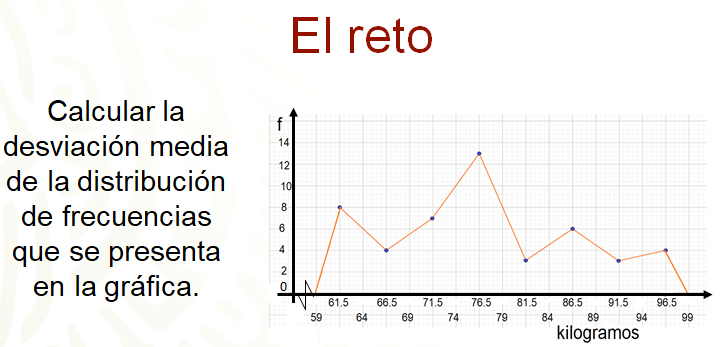 El reto
Calcular la
desviación media
de la distribución
de frecuencias
que se presenta
en la gráfica.
f
14
12
10
8
6
4
2
0
61.5 66.5 71.5 76.5 81.5 86.5 91.5 96.5
59 64 69 74 79 84 89 94 99
kilogramos